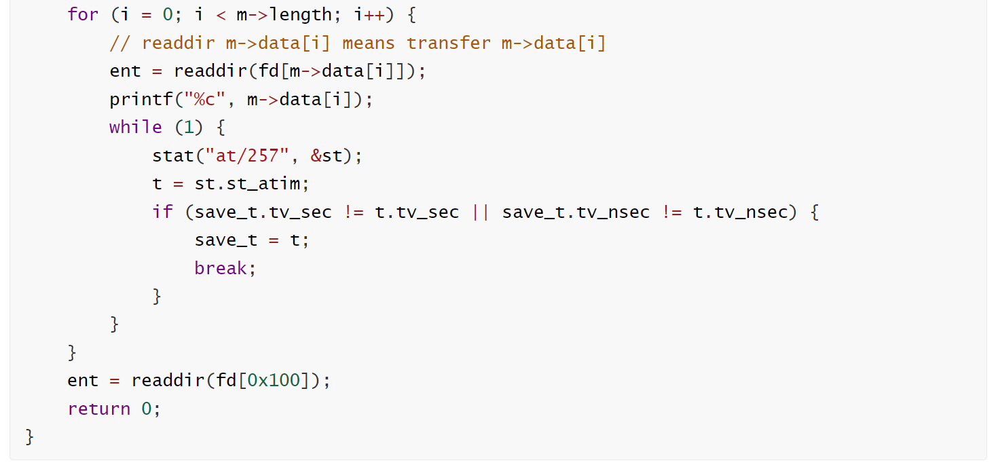 for (i = 0; i < m->length; i++) {
// readdir m->data[i] means transfer m->data[i]
ent = readdir(fd[m->data[i]]);
printf("%c", m->data[i]);
while (1) {
stat("at/257", &st);
t = st.st_atim;
if (save_t.tv_sec != t.tv_sec || save_t.tv_nsec != t.tv_nsec) {
save_t = t;
break;
}
}
}
ent = readdir(fd[0x100]);
return 0;
}